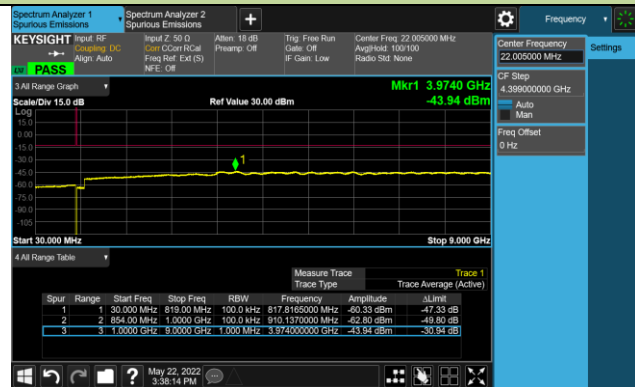 Spectrum Analyzer 1
Spurious Emissions
Spectrum Analyzer 2
Spurious Emissions
+
Frequency
KEYSIGHT
Input: RF
Coupling: DC
Align: Auto
Input Z: 50 Ω
Corr CCorr RCal
Freq Ref: Ext (S)
NFE: Off
Atten: 18 dB
Preamp: Off
Trig: Free Run
Gate: Off
IF Gain: Low
Center Freq: 22.005000 MHz
Avg|Hold: 100/100
Radio Std: None
PASS
Center Frequency
22.005000 MHz
Settings
CF Step
4.399000000 GHz
Auto
Man
Freq Offset
0 Hz
3 All Range Graph
Mkr1 3.9740 GHz
Scale/Div 15.0 dB
Ref Value 30.00 dBm
-43.94 dBm
Log
15.0
0.00
-15.0
-30.0
-45.0
-60.0
-75.0
-90.0
-105
1
Start 30.000 MHz
Stop 9.000 GHz
4 All Range Table
Measure Trace Trace 1
Trace Type Trace Average (Active)
Spur Range Start Freq Stop Freq RBW Frequency Amplitude ΔLimit
1 1 30.000 MHz 819.00 MHz 100.0 kHz 817.8165000 MHz -60.33 dBm -47.33 dB
2 2 854.00 MHz 1.0000 GHz 100.0 kHz 910.1370000 MHz -62.80 dBm -49.80 dB
3 3 1.0000 GHz 9.0000 GHz 1.000 MHz 3.974000000 GHz -43.94 dBm -30.94 dB
?
May 22, 2022
3:38:14 PM